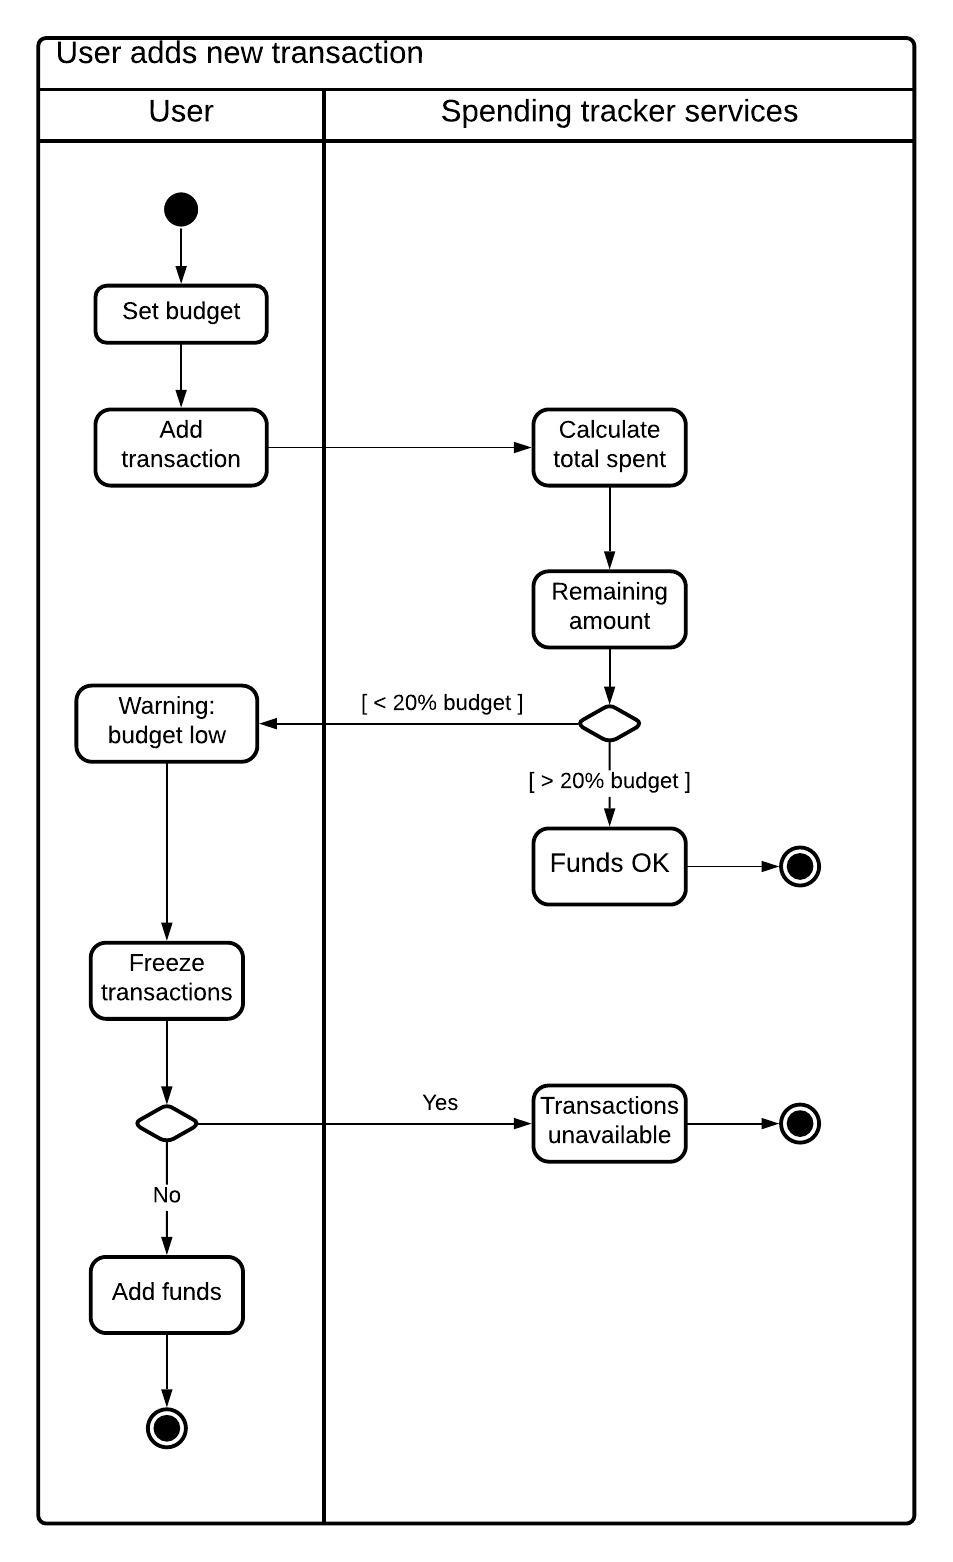 User adds new transaction
User
Spending tracker services
Set budget
Add
transaction
Calculate
total spent
Remaining
amount
Warning:
budget low
[ < 20% budget ]
[ > 20% budget ]
Funds OK
Freeze
transactions
Yes
Transactions
unavailable
No
Add funds